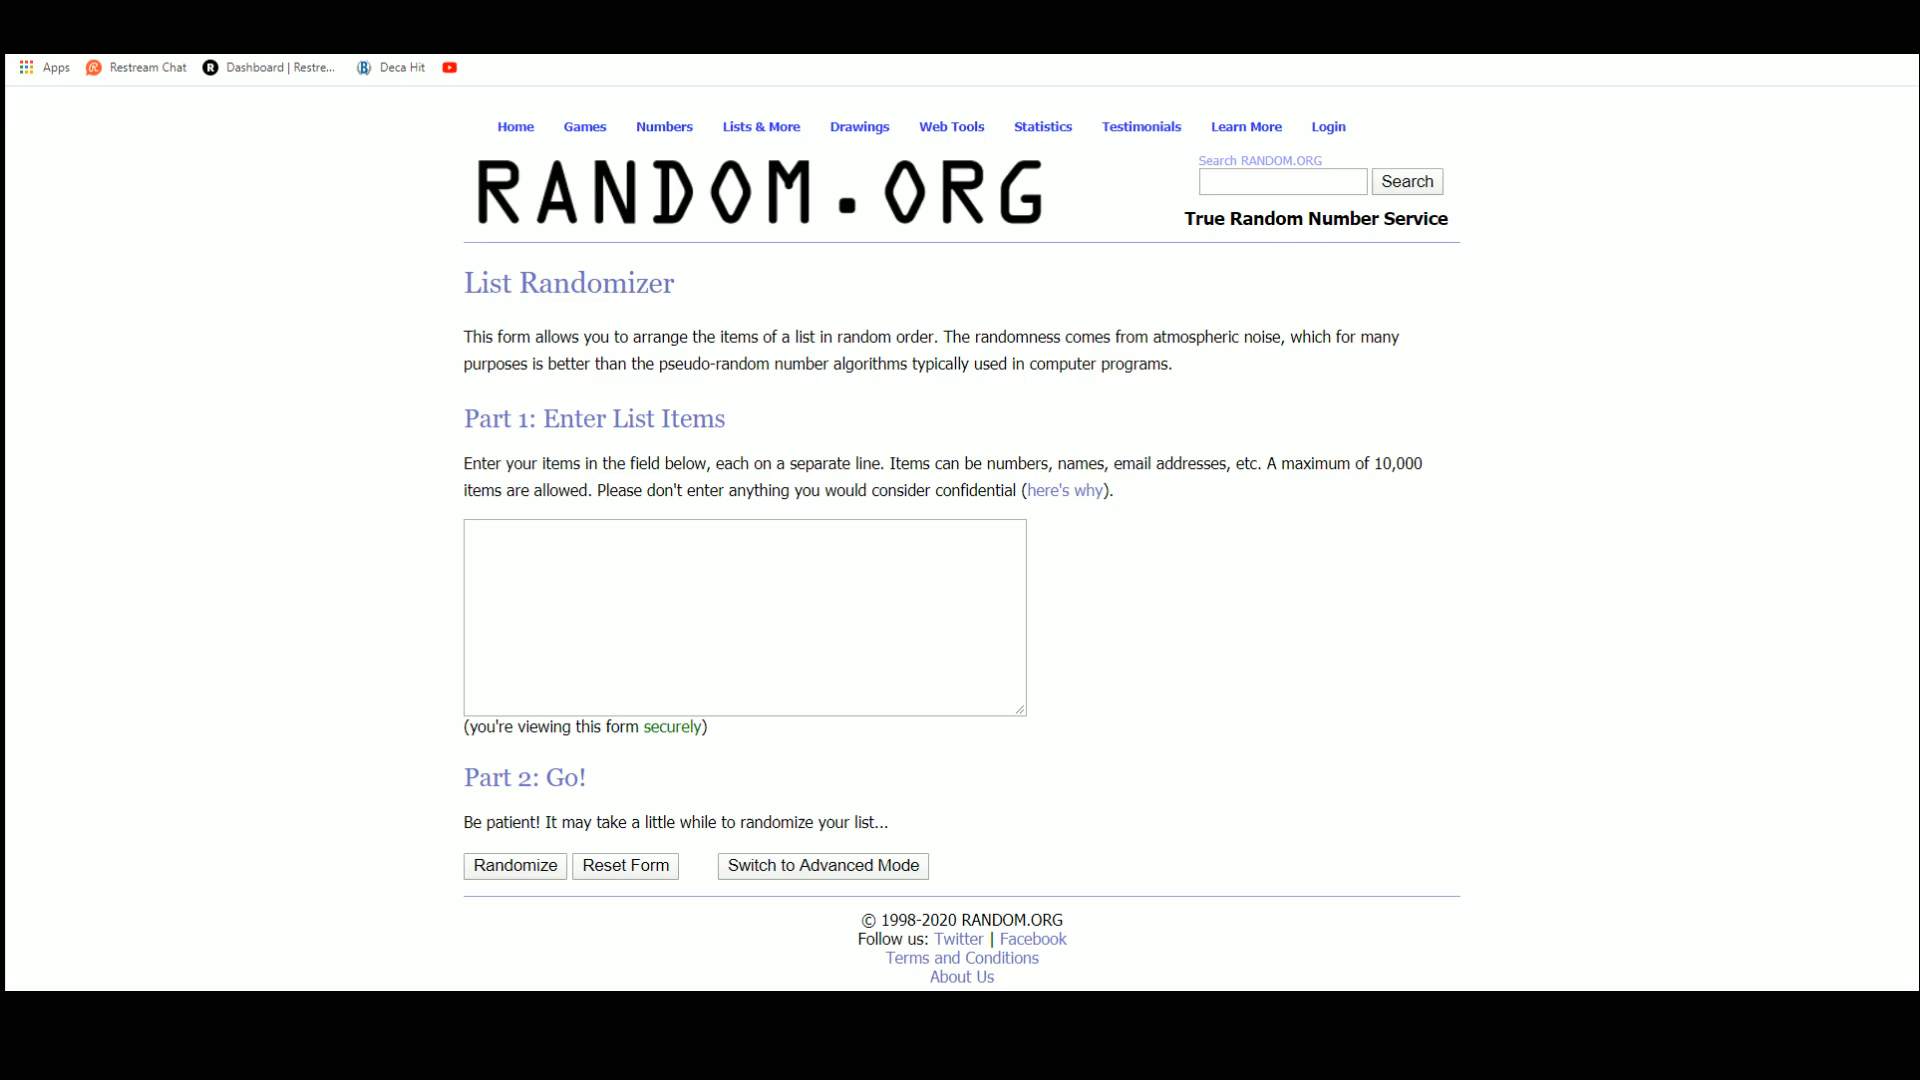 Apps Restream Chat Dashboard | Restre... Deca Hit
Home Games Numbers Lists & More Drawings Web Tools Statistics Testimonials Learn More Login
RANDOM.ORG
Search RANDOM.ORG
Search
True Random Number Service
List Randomizer
This form allows you to arrange the items of a list in random order. The randomness comes from atmospheric noise, which for many
purposes is better than the pseudo-random number algorithms typically used in computer programs.
Part 1: Enter List Items
Enter your items in the field below, each on a separate line. Items can be numbers, names, email addresses, etc. A maximum of 10,000
items are allowed. Please don't enter anything you would consider confidential (here's why).
(you're viewing this form securely)
Part 2: Go!
Be patient! It may take a little while to randomize your list...
Randomize Reset Form Switch to Advanced Mode
© 1998-2020 RANDOM.ORG
Follow us: Twitter | Facebook
Terms and Conditions
About Us